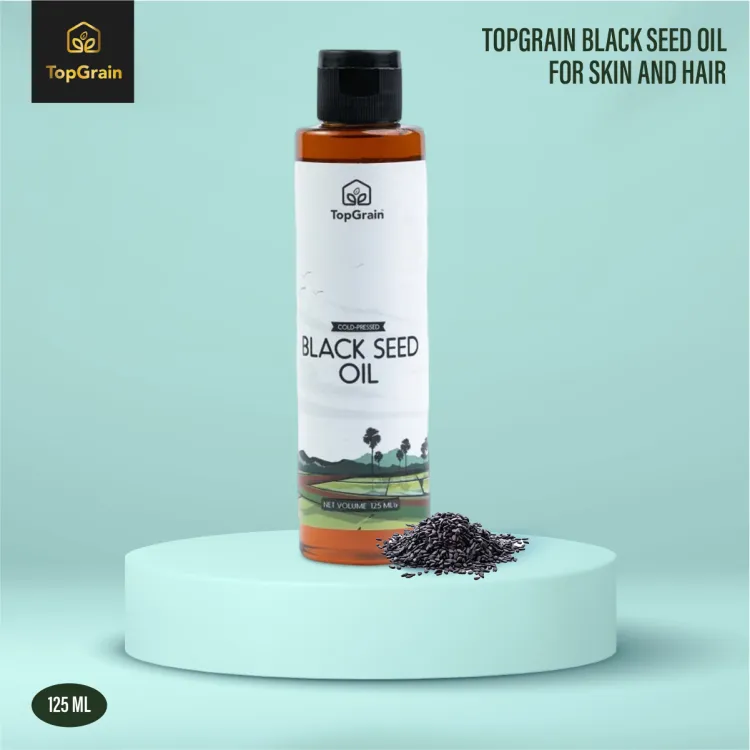 TopGrain
TOPGRAIN BLACK SEED OIL
FOR SKIN AND HAIR
TopGrain
COLD-PRESSED
BLACK SEED
OIL
NET VOLUME 125 ML
125 ML